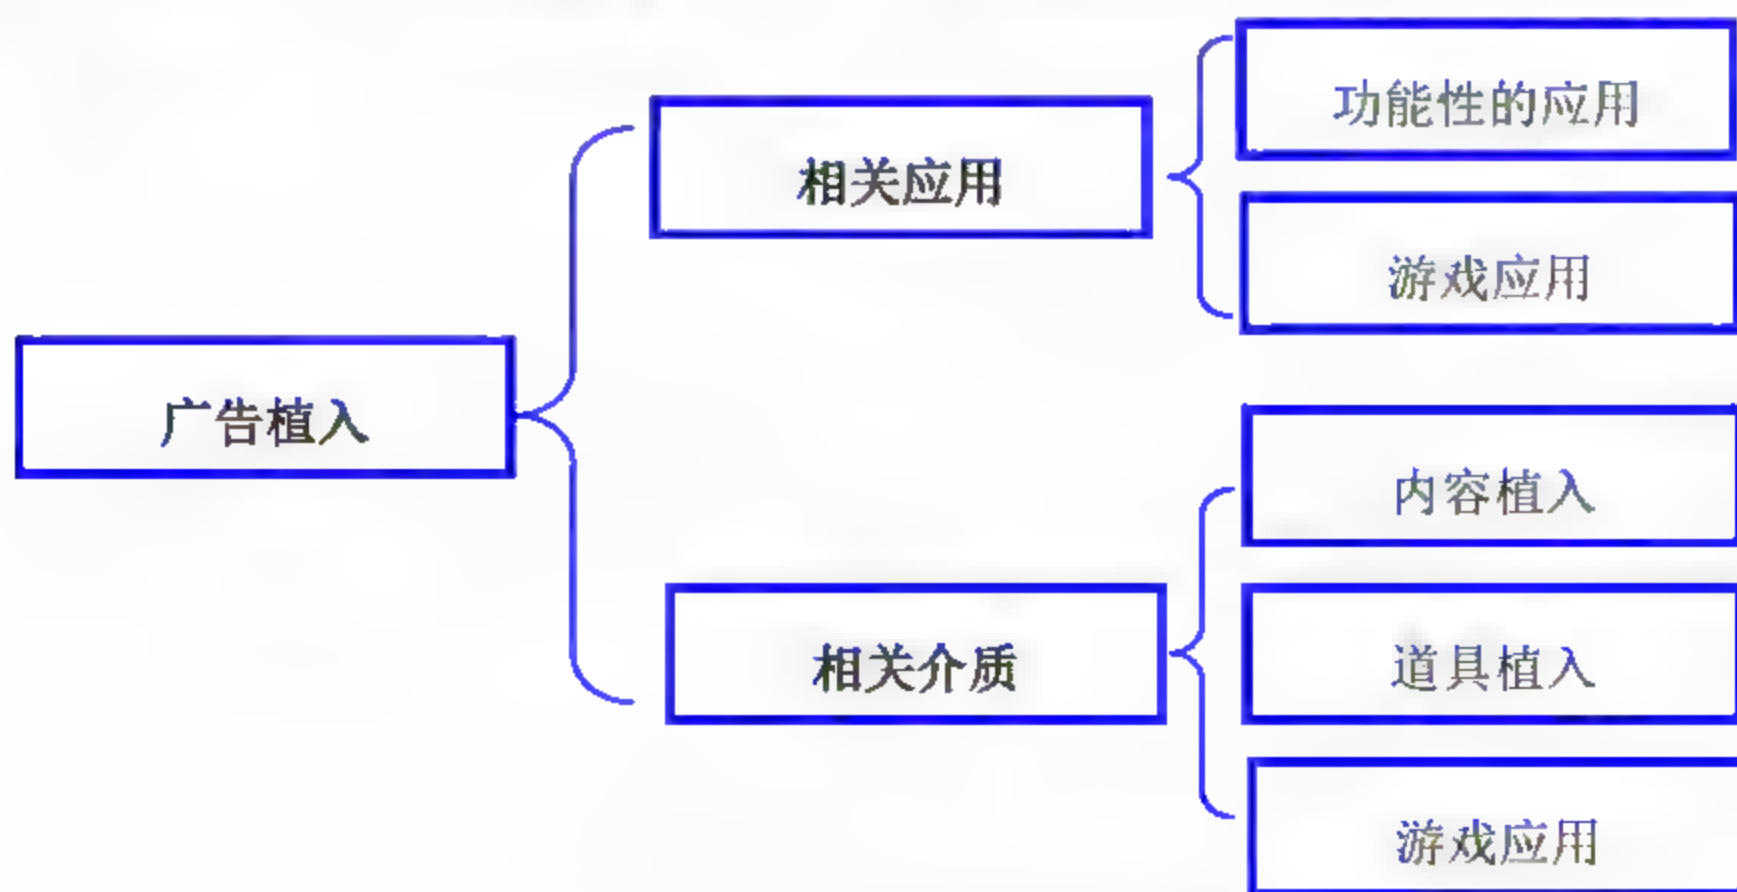 广告植入
相关应用
功能性的应用
游戏应用
相关介质
内容植入
道具植入
游戏应用